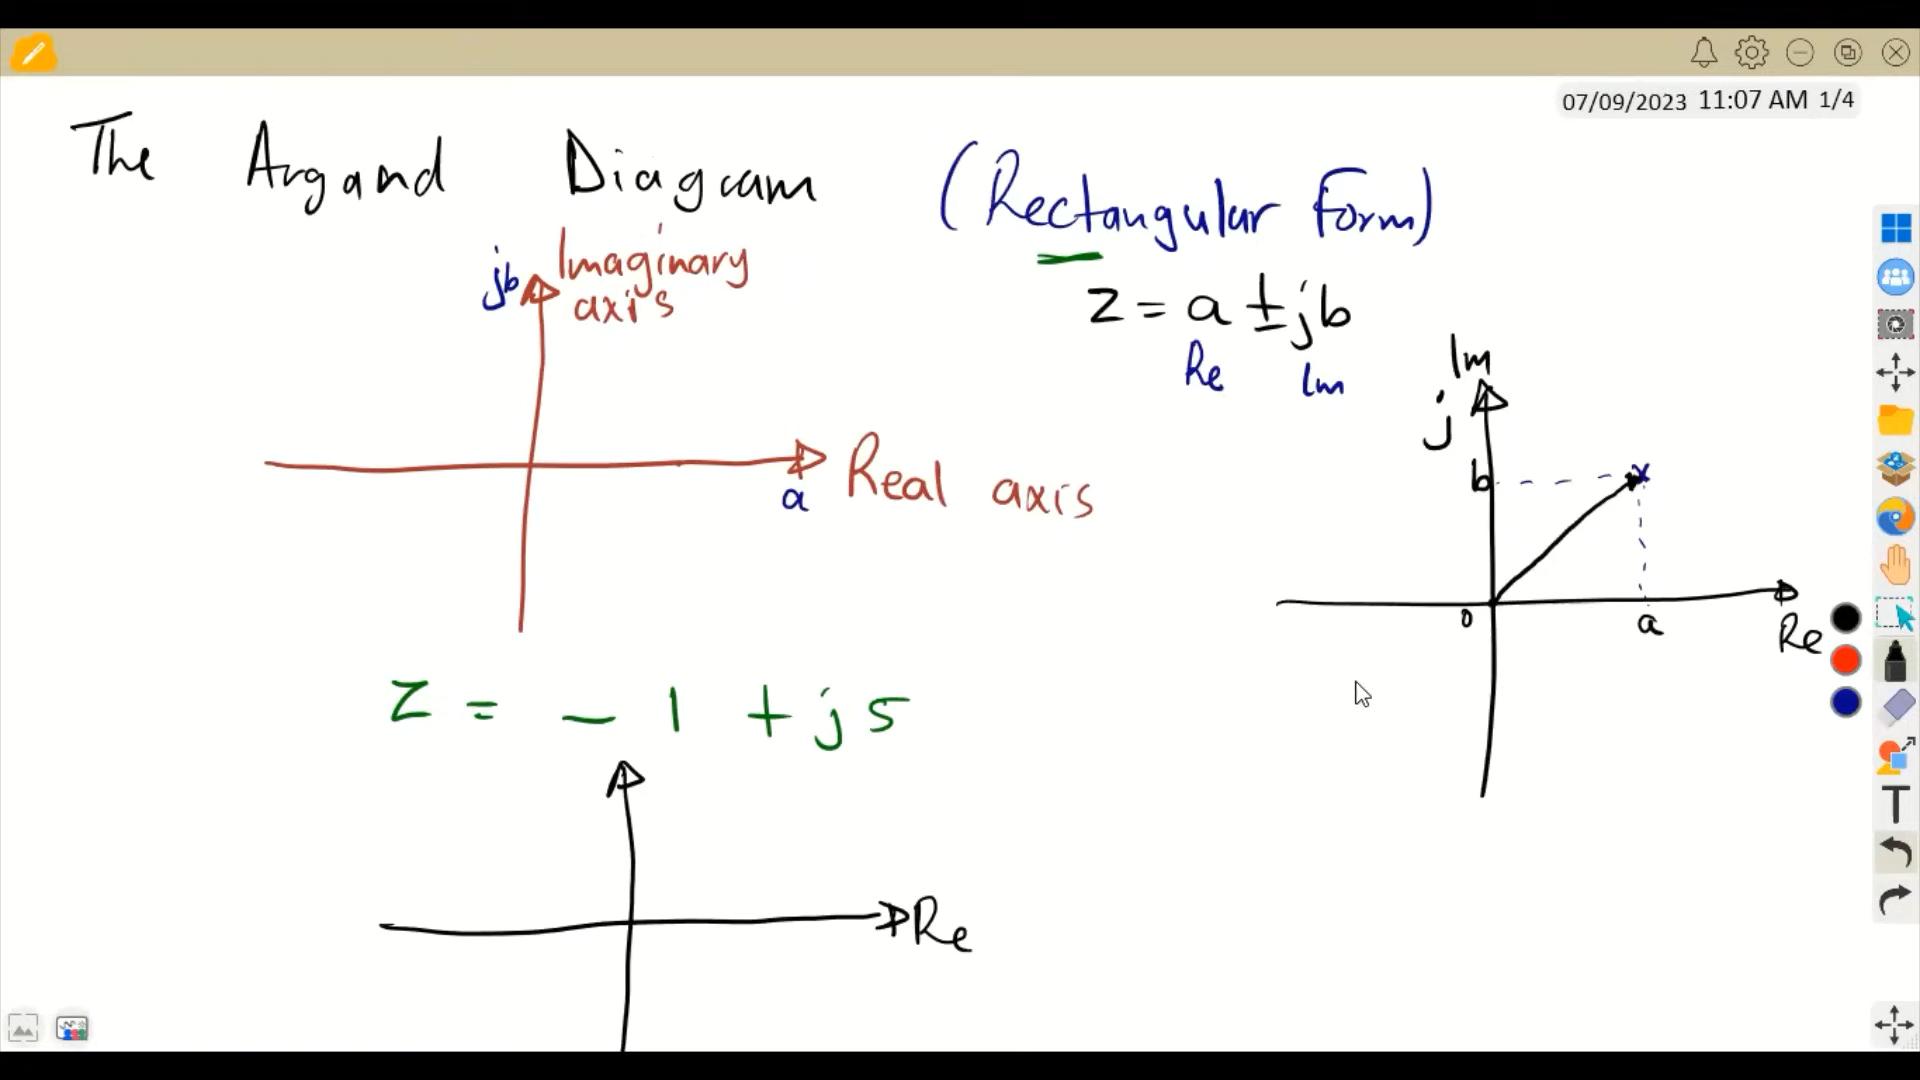 07/09/2023 11:07 AM 1/4
The Argand Diagram (Rectangular Form)
jb Imaginary
axis
z = a ± jb
Re Im
Im
j
b x
a Real axis
0 a Re
z = - 1 + j5
Re
T